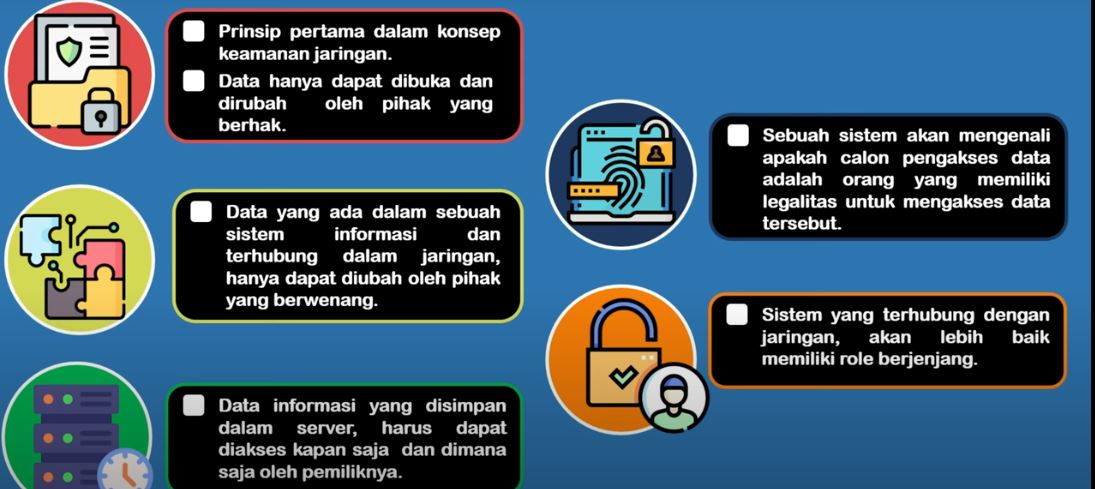 Prinsip pertama dalam konsep
keamanan jaringan.
Data hanya dapat dibuka dan
dirubah oleh pihak yang
berhak.
Data yang ada dalam sebuah
sistem informasi dan
terhubung dalam jaringan,
hanya dapat diubah oleh pihak
yang berwenang.
Data informasi yang disimpan
dalam server, harus dapat
diakses kapan saja dan dimana
saja oleh pemiliknya.
Sebuah sistem akan mengenali
apakah calon pengakses data
adalah orang yang memiliki
legalitas untuk mengakses data
tersebut.
Sistem yang terhubung dengan
jaringan, akan lebih baik
memiliki role berjenjang.